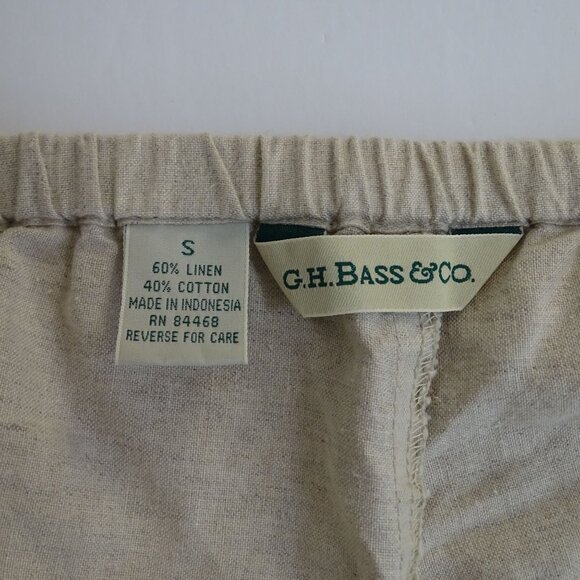 S
60% LINEN
40% COTTON
MADE IN INDONESIA
RN 84468
REVERSE FOR CARE
G.H. BASS & CO.